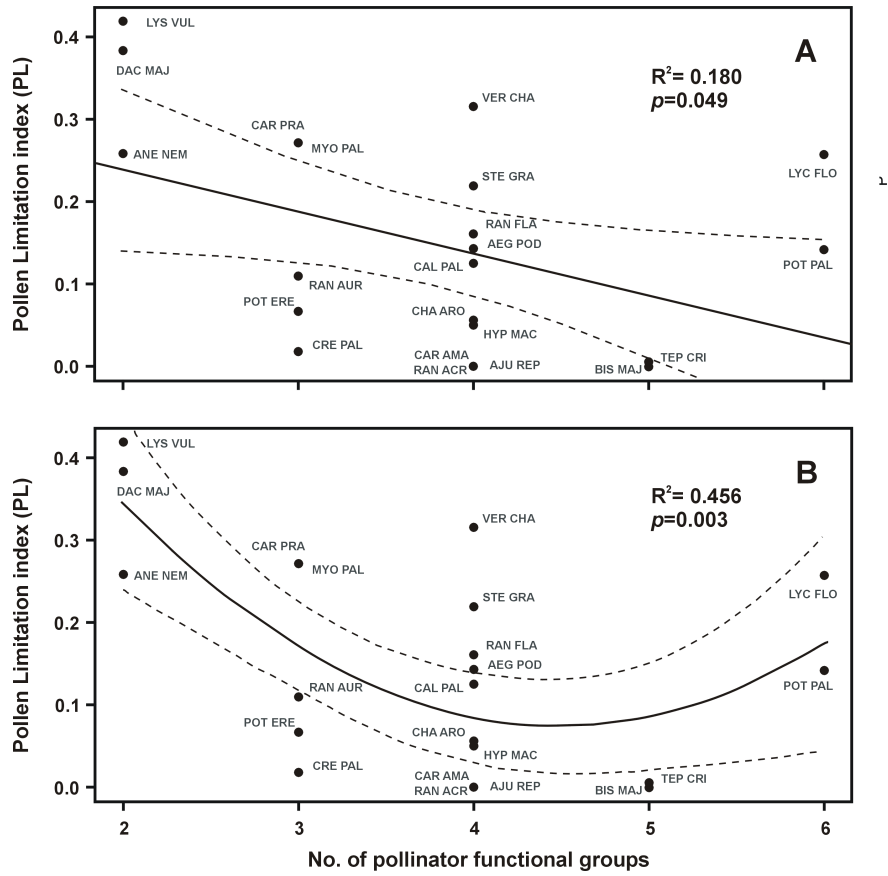 A
R²= 0.180
p=0.049
Pollen Limitation index (PL)
0.4
0.3
0.2
0.1
0.0
LYS VUL
DAC MAJ
ANE NEM
CAR PRA
MYO PAL
RAN AUR
POT ERE
CRE PAL
VER CHA
STE GRA
RAN FLA
AEG POD
CAL PAL
CHA ARO
HYP MAC
CAR AMA
RAN ACR
AJU REP
TEP CRI
BIS MAJ
LYC FLO
POT PAL
P
B
R²= 0.456
p=0.003
Pollen Limitation index (PL)
0.4
0.3
0.2
0.1
0.0
LYS VUL
DAC MAJ
ANE NEM
CAR PRA
MYO PAL
RAN AUR
POT ERE
CRE PAL
VER CHA
STE GRA
RAN FLA
AEG POD
CAL PAL
CHA ARO
HYP MAC
CAR AMA
RAN ACR
AJU REP
TEP CRI
BIS MAJ
LYC FLO
POT PAL
2 3 4 5 6
No. of pollinator functional groups